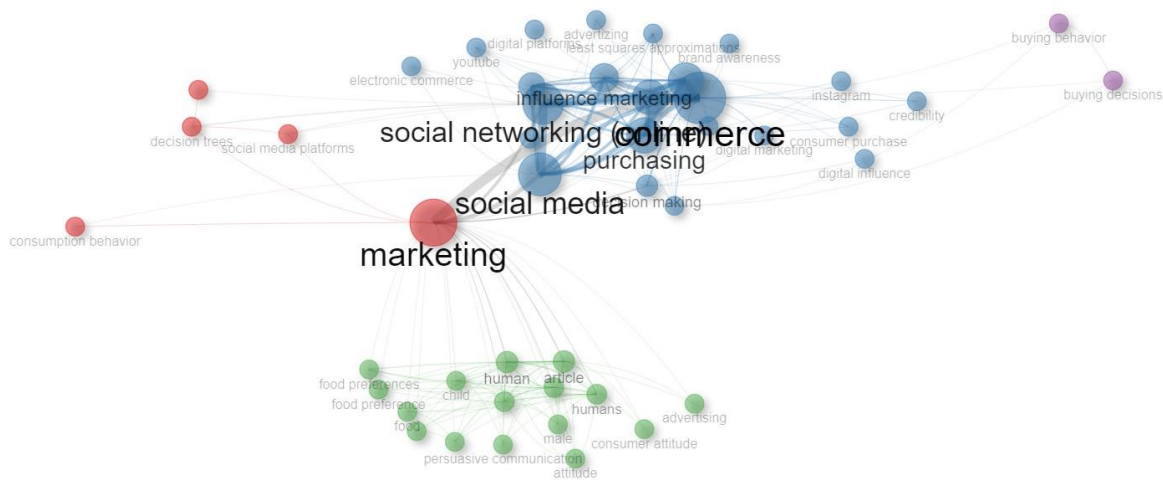 advertizing
digital platforms
least squares approximations
buying behavior
youtube
brand awareness
electronic commerce
influence marketing
instagram
buying decisions
credibility
social networking (online)
commerce
decision trees
social media platforms
digital marketing
consumer purchase
purchasing
digital influence
decision making
social media
consumption behavior
marketing
human
article
food preferences
child
food preference
humans
advertising
food
male
consumer attitude
persuasive communication
attitude